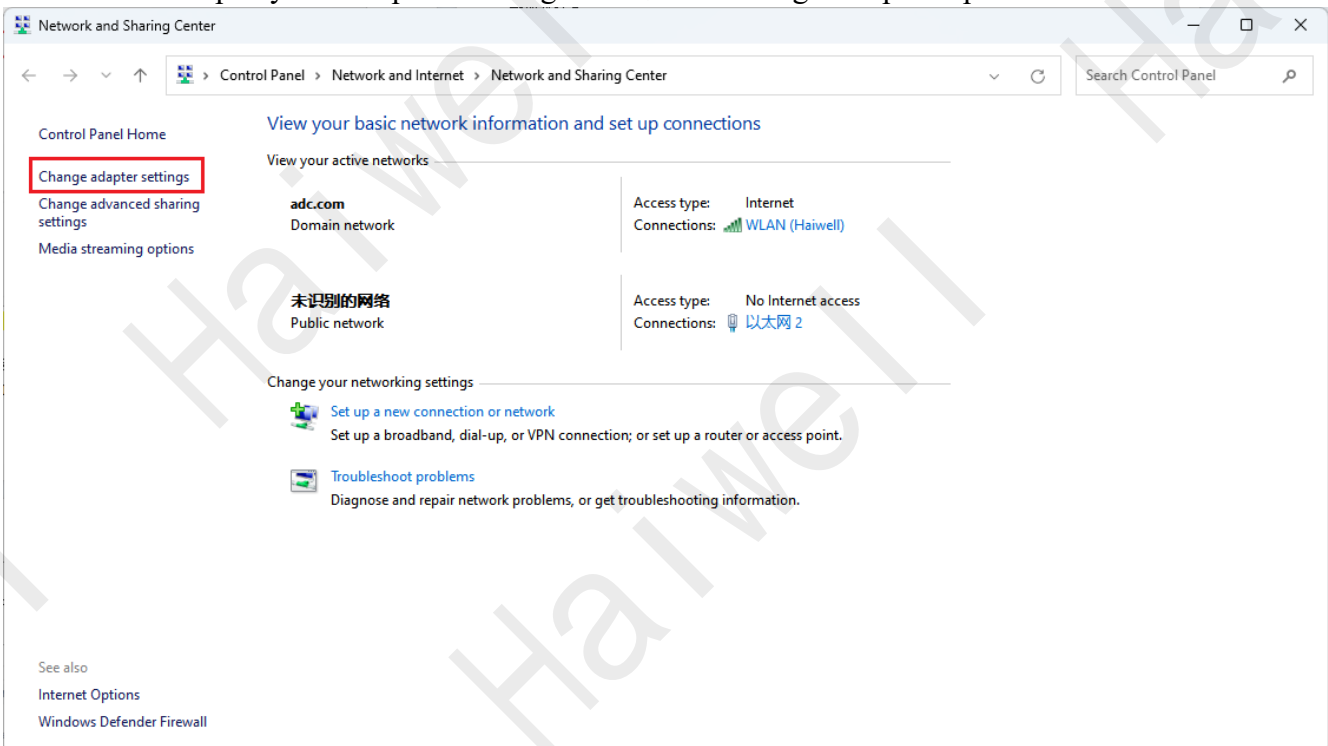 Network and Sharing Center
Control Panel > Network and Internet > Network and Sharing Center
Search Control Panel
Control Panel Home
Change adapter settings
Change advanced sharing
settings
Media streaming options
View your basic network information and set up connections
View your active networks
adc.com
Domain network
Access type: Internet
Connections: WLAN (Haiwell)
未识别的网络
Public network
Access type: No Internet access
Connections: 以太网 2
Change your networking settings
Set up a new connection or network
Set up a broadband, dial-up, or VPN connection; or set up a router or access point.
Troubleshoot problems
Diagnose and repair network problems, or get troubleshooting information.
See also
Internet Options
Windows Defender Firewall
Haiwell
Haiwell